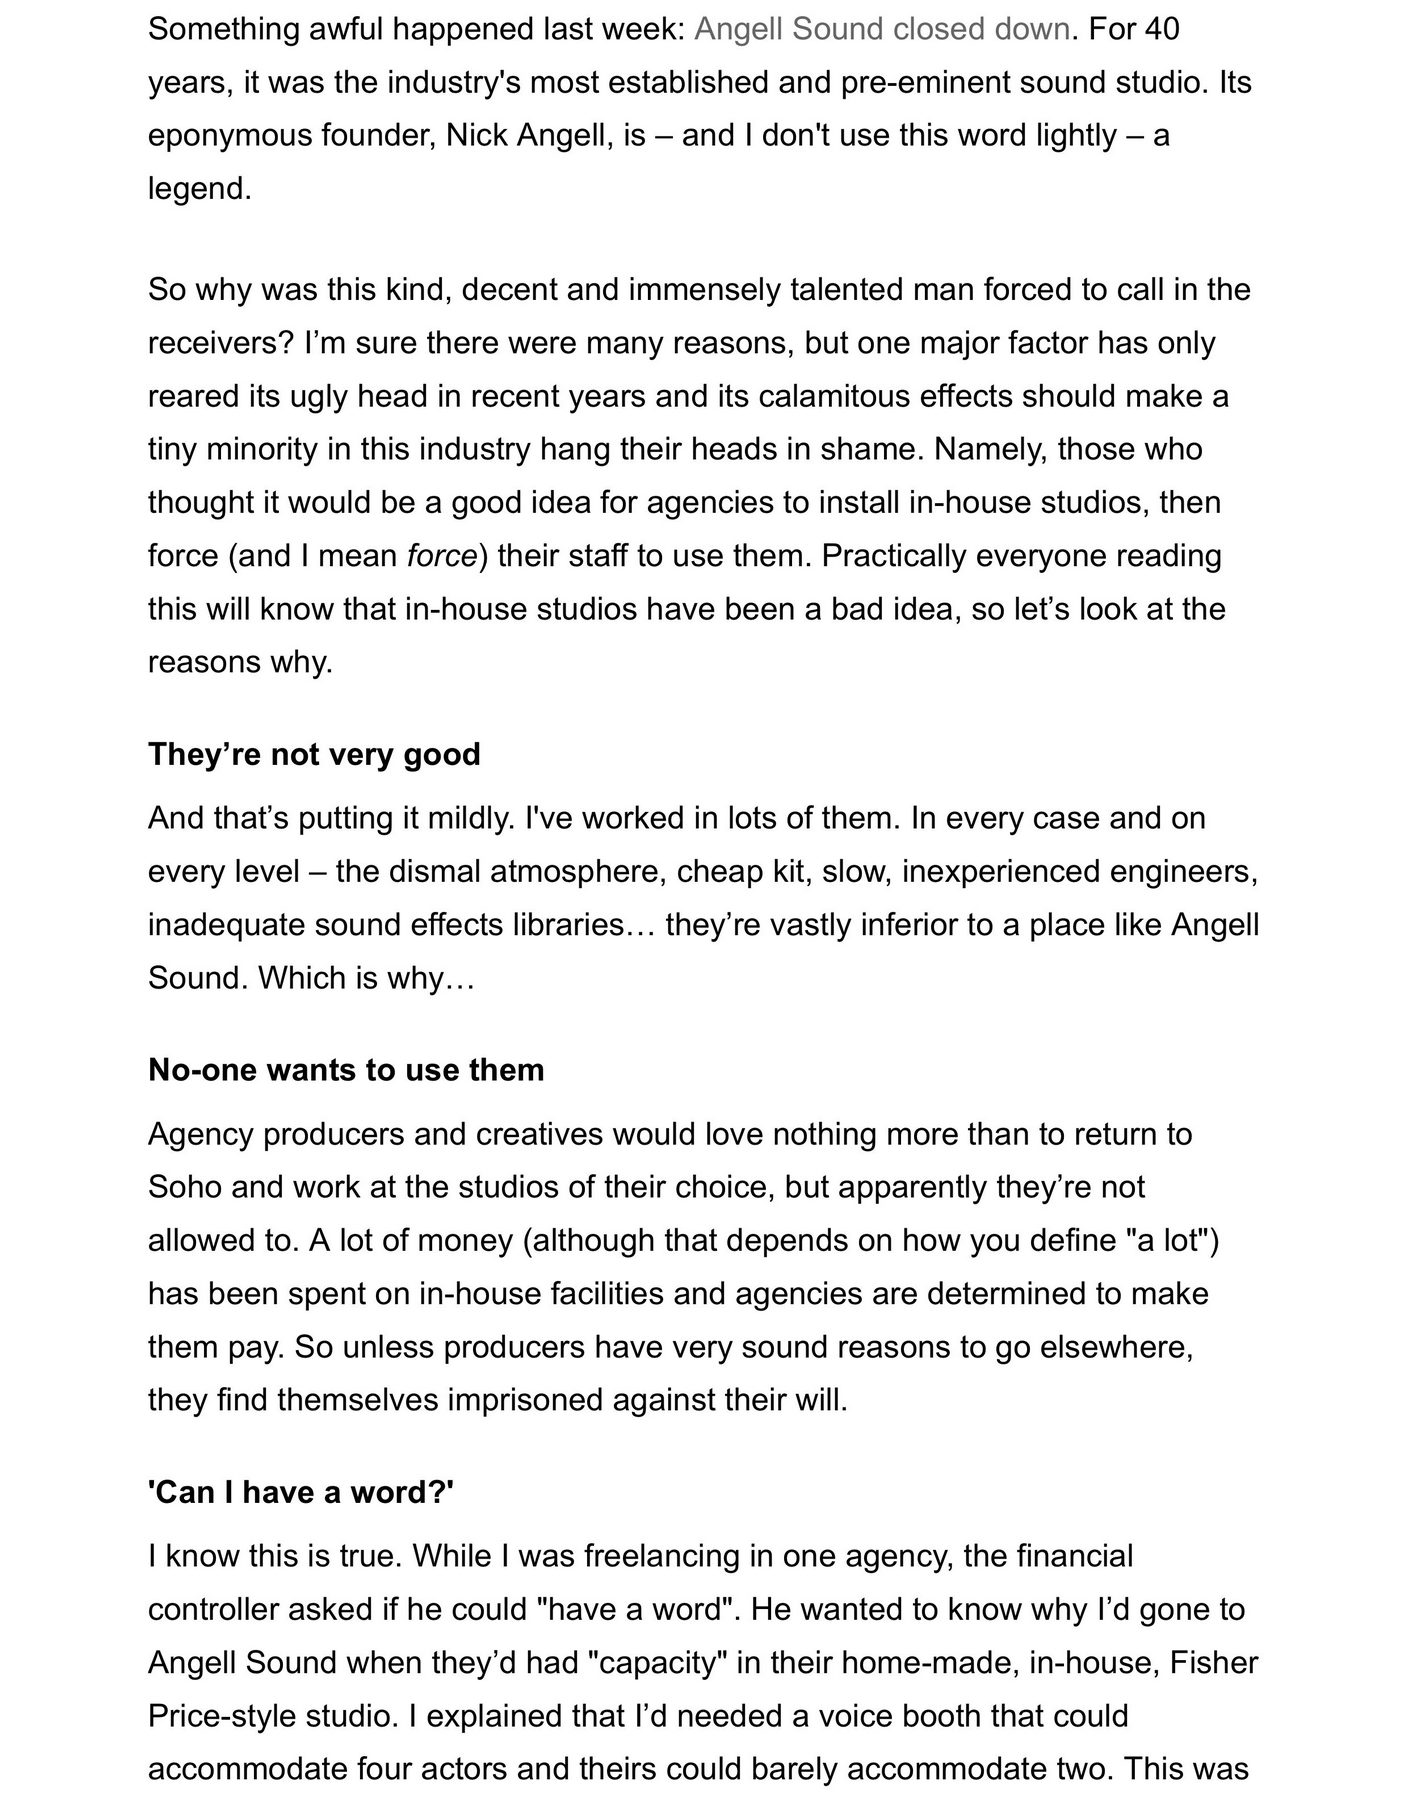 Something awful happened last week: Angell Sound closed down. For 40
years, it was the industry's most established and pre-eminent sound studio. Its
eponymous founder, Nick Angell, is – and I don't use this word lightly – a
legend.
So why was this kind, decent and immensely talented man forced to call in the
receivers? I’m sure there were many reasons, but one major factor has only
reared its ugly head in recent years and its calamitous effects should make a
tiny minority in this industry hang their heads in shame. Namely, those who
thought it would be a good idea for agencies to install in-house studios, then
force (and I mean force) their staff to use them. Practically everyone reading
this will know that in-house studios have been a bad idea, so let’s look at the
reasons why.
They’re not very good
And that’s putting it mildly. I've worked in lots of them. In every case and on
every level – the dismal atmosphere, cheap kit, slow, inexperienced engineers,
inadequate sound effects libraries… they’re vastly inferior to a place like Angell
Sound. Which is why…
No-one wants to use them
Agency producers and creatives would love nothing more than to return to
Soho and work at the studios of their choice, but apparently they’re not
allowed to. A lot of money (although that depends on how you define "a lot")
has been spent on in-house facilities and agencies are determined to make
them pay. So unless producers have very sound reasons to go elsewhere,
they find themselves imprisoned against their will.
'Can I have a word?'
I know this is true. While I was freelancing in one agency, the financial
controller asked if he could "have a word". He wanted to know why I’d gone to
Angell Sound when they’d had "capacity" in their home-made, in-house, Fisher
Price-style studio. I explained that I’d needed a voice booth that could
accommodate four actors and theirs could barely accommodate two. This was